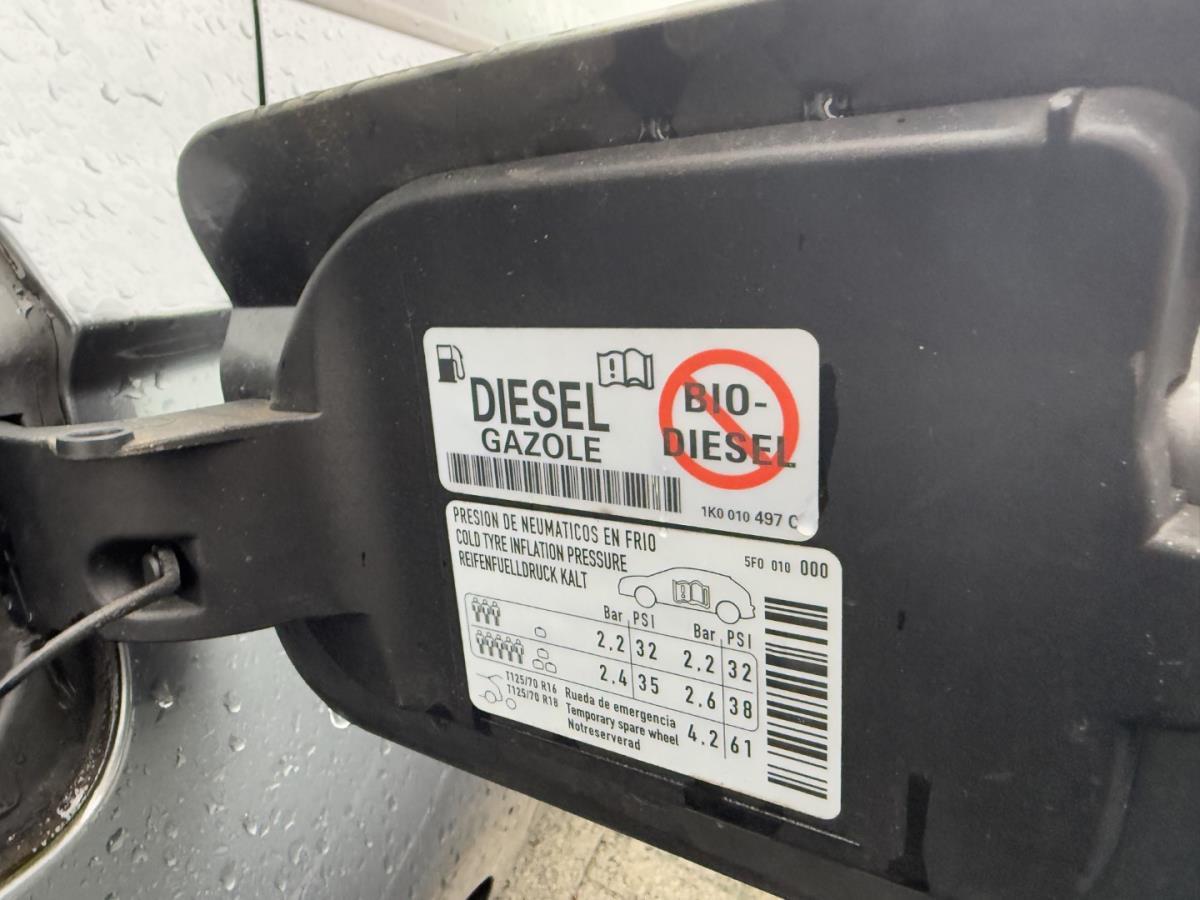 DIESEL
GAZOLE
BIO-
DIESEL
1K0 010 497 C
PRESION DE NEUMATICOS EN FRIO
COLD TYRE INFLATION PRESSURE
REIFENFUELLDRUCK KALT
5F0 010 000
Bar PSI Bar PSI
2.2 32 2.2 32
2.4 35 2.6 38
T125/70 R16
T125/70 R18
Rueda de emergencia
Temporary spare wheel
Notreserverad
4.2 61